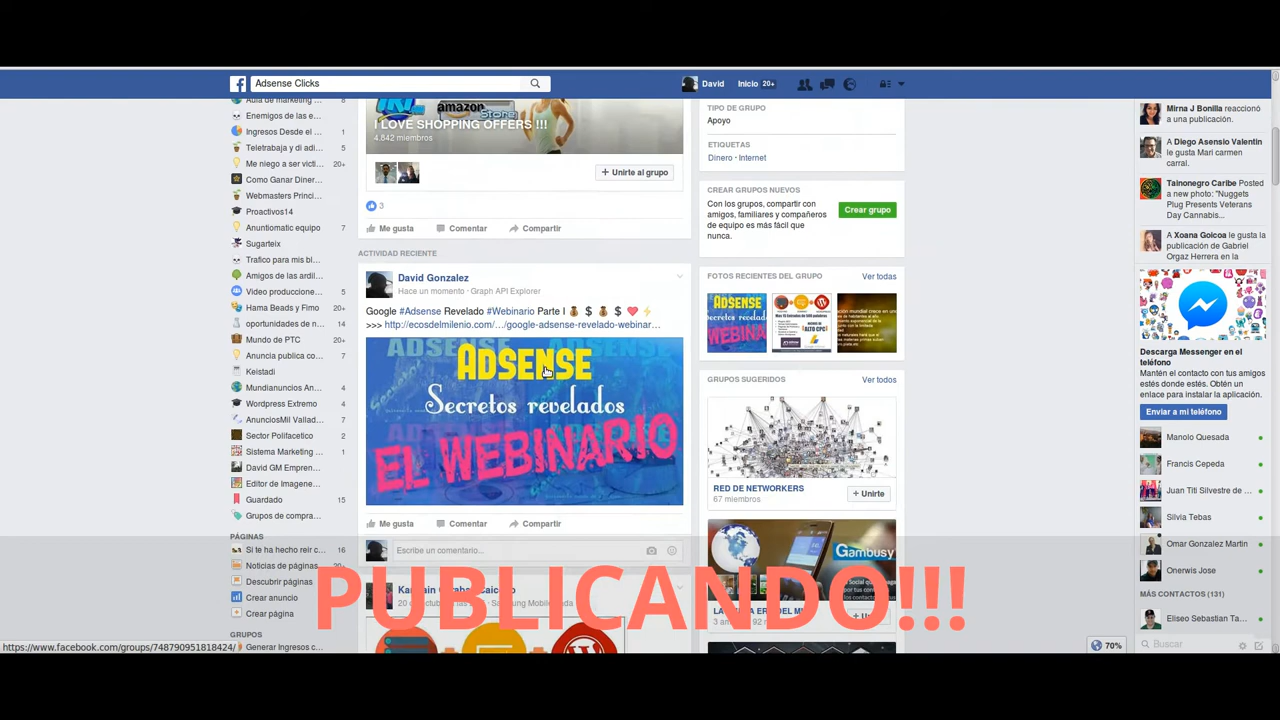 Adsense Clicks
David
Inicio 20+
Aula de marketing ... 8
Enemigos de las e...
Ingresos Desde el ... 1
Teletrabaja y di adi... 5
Me niego a ser victi... 20+
Como Ganar Diner...
Webmasters Princi...
Proactivos14
Anuntiomatic equipo 7
Sugarteix
Trafico para mis bl...
Amigos de las ardil...
Video produccione... 3
Hama Beads y Fimo 20+
oportunidades de n... 14
Mundo de PTC 20+
Anuncia publica co... 7
Keistadi
Mundianuncios An... 4
Wordpress Extremo 4
AnunciosMil Vallad... 7
Sector Polifacetico 2
Sistema Marketing ... 1
David GM Empren...
Editor de Imagene...
Guardado 15
Grupos de compra...
PÁGINAS
Si te ha hecho reír c... 16
Noticias de páginas 20+
Descubrir páginas
Crear anuncio
Crear página
GRUPOS
Generar Ingresos c...
https://www.facebook.com/groups/748790951818424/
amazon
Store
I LOVE SHOPPING OFFERS !!!
4.842 miembros
+ Unirte al grupo
3
Me gusta Comentar Compartir
ACTIVIDAD RECIENTE
David Gonzalez
Hace un momento · Graph API Explorer
Google #Adsense Revelado #Webinario Parte I 💰 $ 💰 $ ❤ ⚡
>>> http://ecosdelmilenio.com/.../google-adsense-revelado-webinar...
ADSENSE
Secretos revelados
EL WEBINARIO
Me gusta Comentar Compartir
Escribe un comentario...
PUBLICANDO!!!
TIPO DE GRUPO
Apoyo
ETIQUETAS
Dinero · Internet
CREAR GRUPOS NUEVOS
Con los grupos, compartir con
amigos, familiares y compañeros
de equipo es más fácil que
nunca.
Crear grupo
FOTOS RECIENTES DEL GRUPO Ver todas
ADSENSE
Secretos revelados
WEBINA
GRUPOS SUGERIDOS Ver todos
RED DE NETWORKERS
67 miembros
+ Unirte
Gambusy
Mirna J Bonilla reaccionó
a una publicación.
A Diego Asensio Valentin
le gusta Mari carmen
carral.
Tainonegro Caribe Posted
a new photo: "Nuggets
Plug Presents Veterans
Day Cannabis...
A Xoana Goicoa le gusta la
publicación de Gabriel
Orgaz Herrera en la
Descarga Messenger en el
teléfono
Mantén el contacto con tus amigos
estés donde estés. Obtén un
enlace para instalar la aplicación.
Enviar a mi teléfono
Manolo Quesada
Francis Cepeda
Juan Titi Silvestre de ...
Silvia Tebas
Omar Gonzalez Martin
Onerwis Jose
MÁS CONTACTOS (131)
Eliseo Sebastian Ta...
70%
Buscar